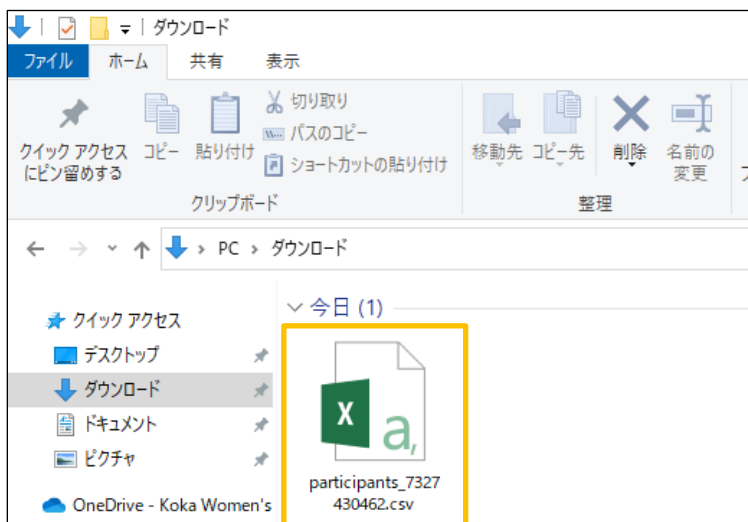 ダウンロード
ファイル ホーム 共有 表示
クイック アクセス
にピン留めする
コピー
貼り付け
切り取り
パスのコピー
ショートカットの貼り付け
クリップボード
移動先
コピー先
削除
名前の
変更
整理
PC ダウンロード
クイック アクセス
デスクトップ
ダウンロード
ドキュメント
ピクチャ
OneDrive - Koka Women's
今日 (1)
X a,
participants_7327
430462.csv